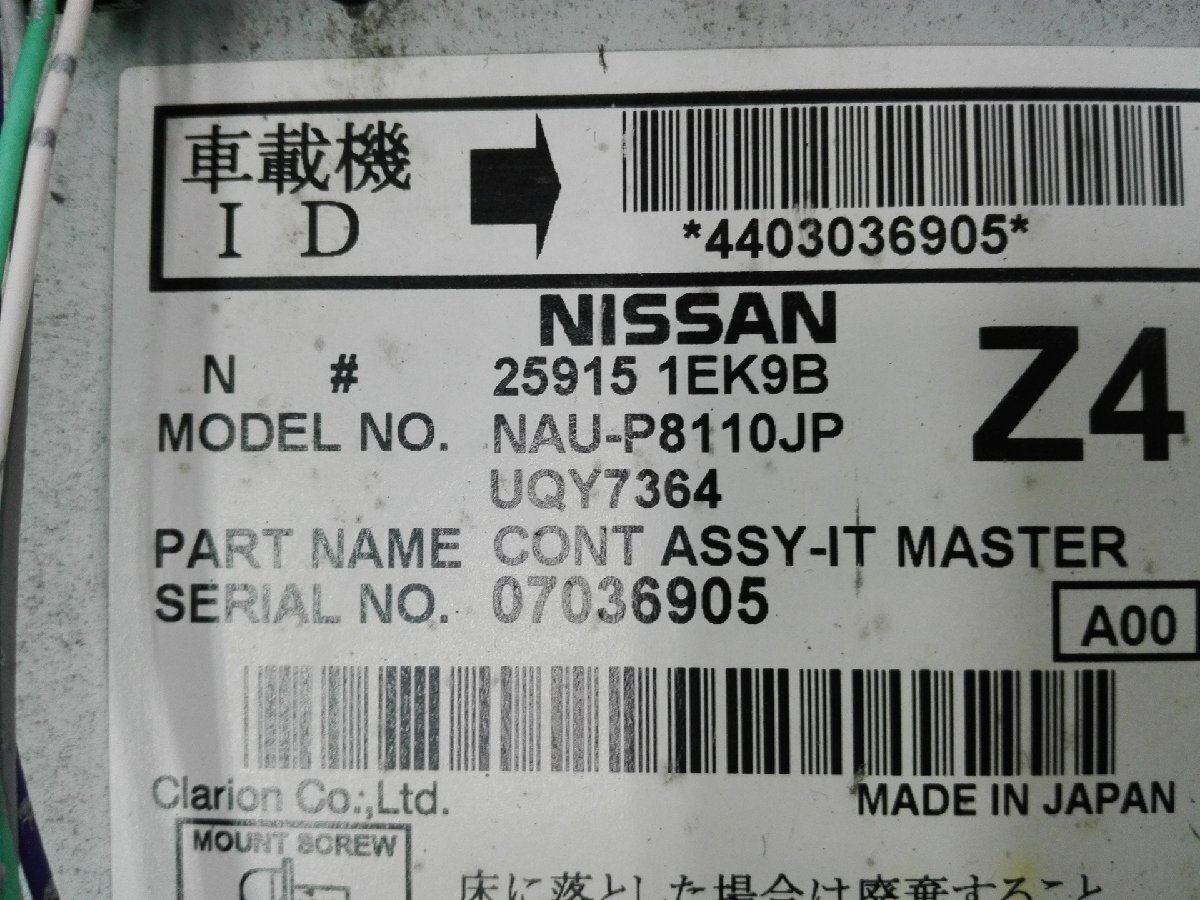 車載機
ID
*4403036905*
NISSAN
Z4
N # 25915 1EK9B
MODEL NO. NAU-P8110JP
UQY7364
PART NAME CONT ASSY-IT MASTER
SERIAL NO. 07036905
A00
Clarion Co.,Ltd.
MADE IN JAPAN
MOUNT SCREW
床に落とした場合は廃棄すること